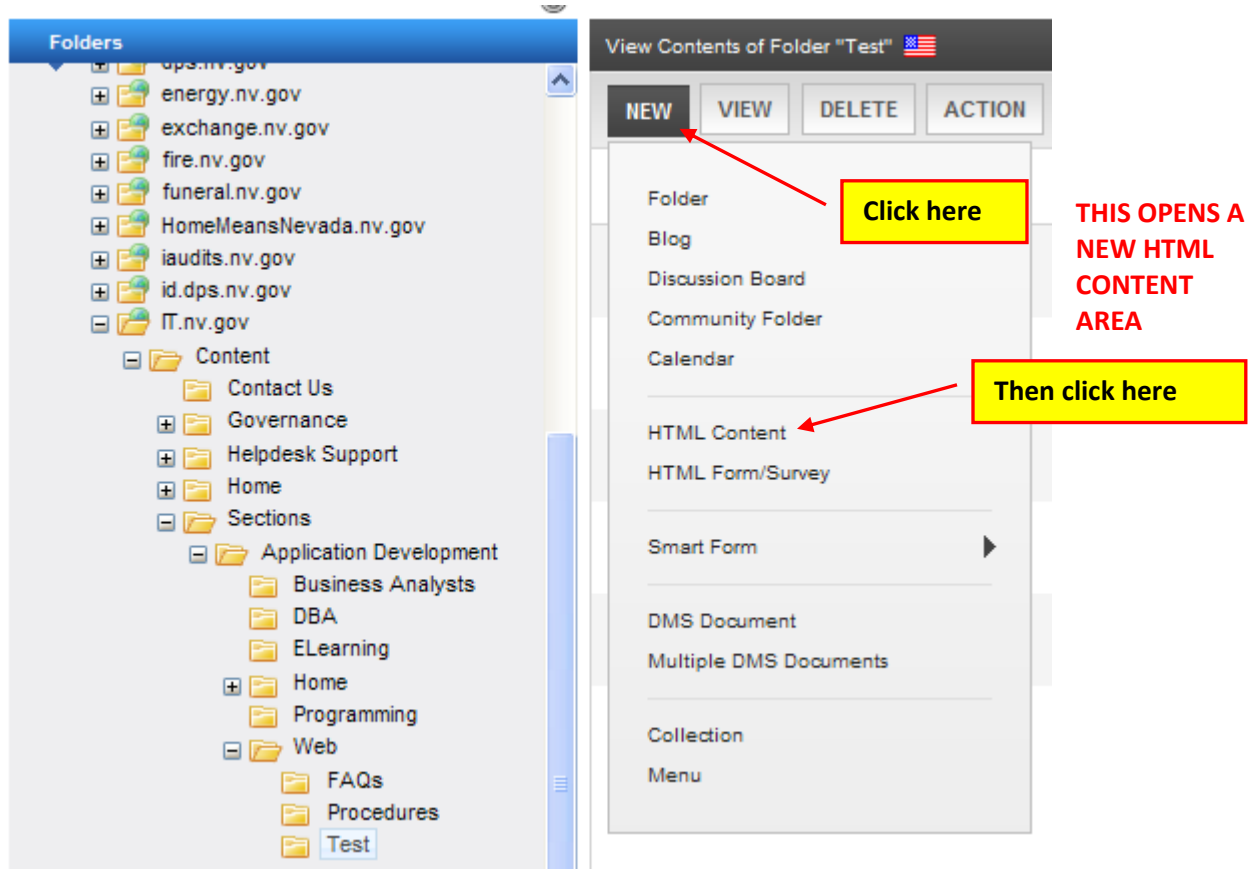 Folders
dps.nv.gov
energy.nv.gov
exchange.nv.gov
fire.nv.gov
funeral.nv.gov
HomeMeansNevada.nv.gov
iaudits.nv.gov
id.dps.nv.gov
IT.nv.gov
Content
Contact Us
Governance
Helpdesk Support
Home
Sections
Application Development
Business Analysts
DBA
ELearning
Home
Programming
Web
FAQs
Procedures
Test
View Contents of Folder "Test"
NEW VIEW DELETE ACTION
Folder
Blog
Discussion Board
Community Folder
Calendar
HTML Content
HTML Form/Survey
Smart Form
DMS Document
Multiple DMS Documents
Collection
Menu
Click here
THIS OPENS A
NEW HTML
CONTENT
AREA
Then click here